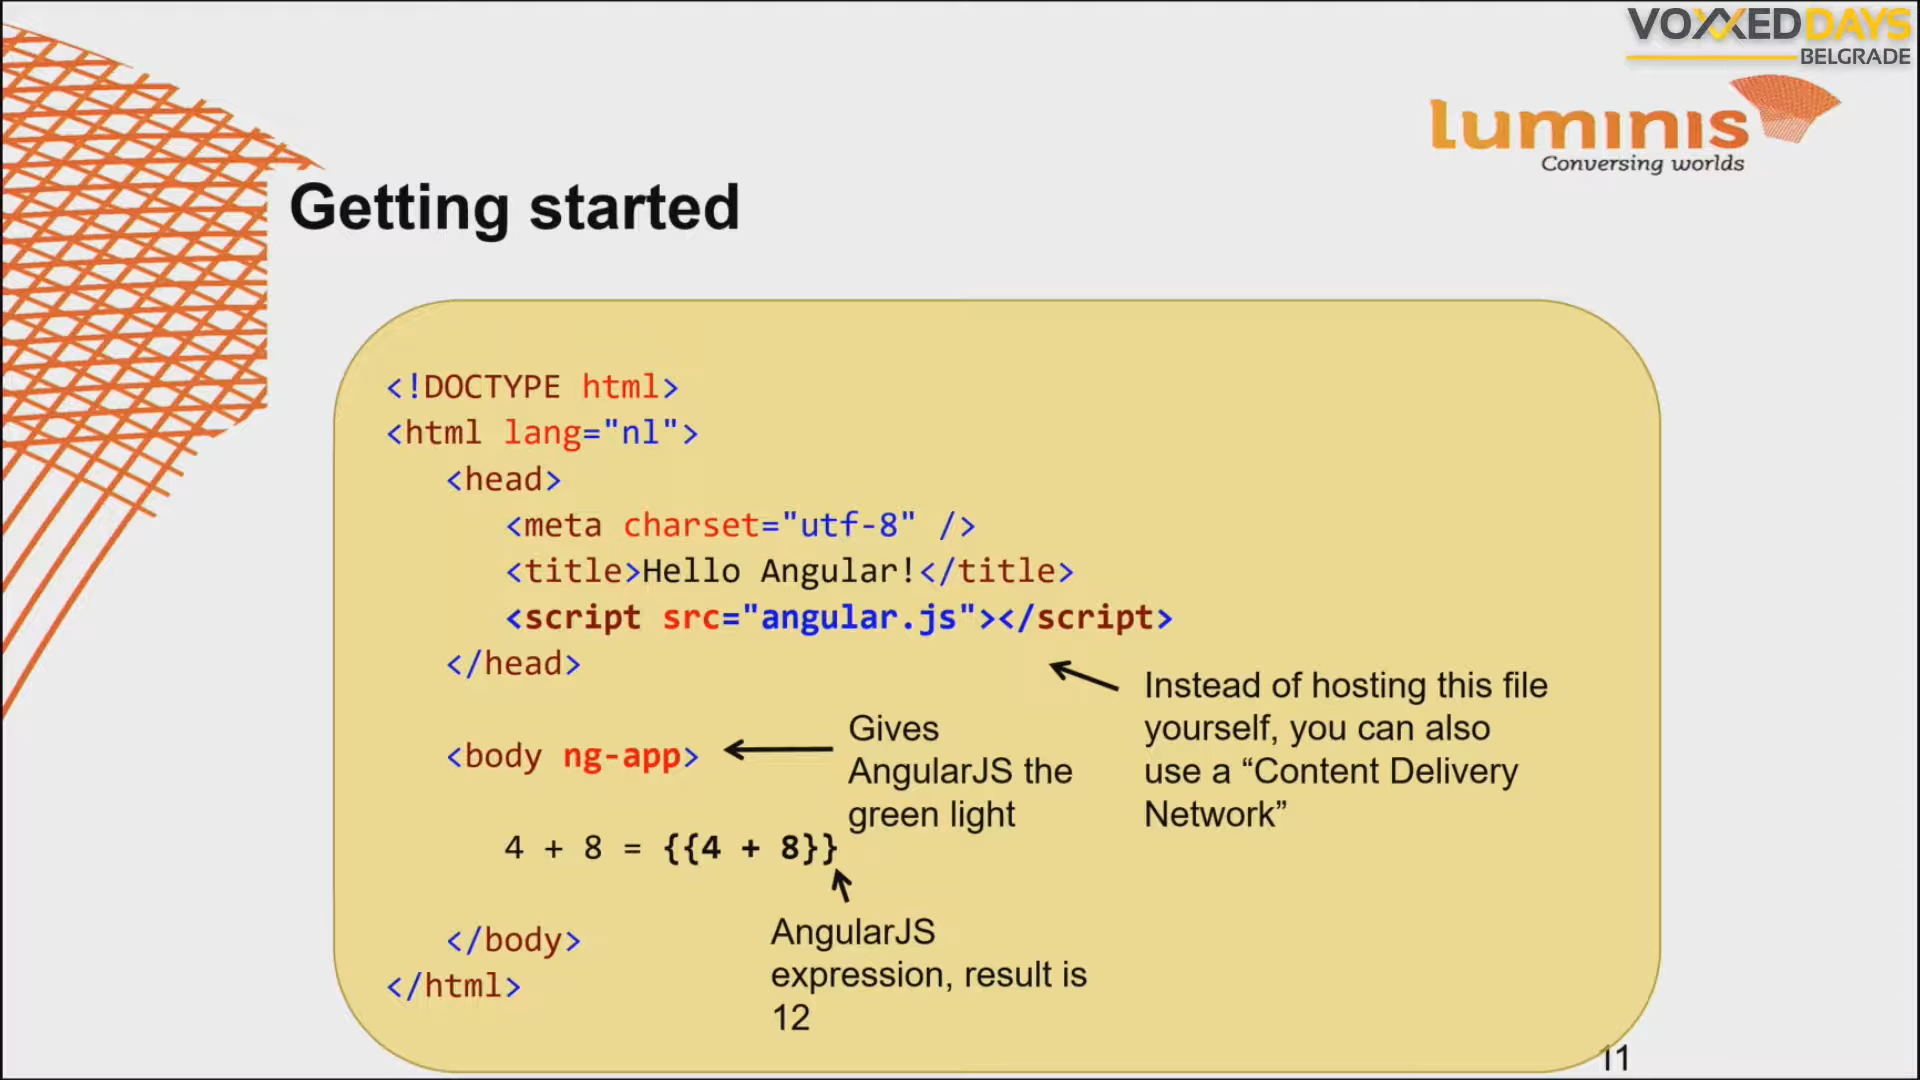 VOXXED DAYS
BELGRADE
luminis
Conversing worlds
Getting started
<!DOCTYPE html>
<html lang="nl">
<head>
<meta charset="utf-8" />
<title>Hello Angular!</title>
<script src="angular.js"></script>
</head>
Instead of hosting this file
yourself, you can also
use a “Content Delivery
Network”
<body ng-app>
Gives
AngularJS the
green light
4 + 8 = {{4 + 8}}
AngularJS
expression, result is
12
</body>
</html>
11